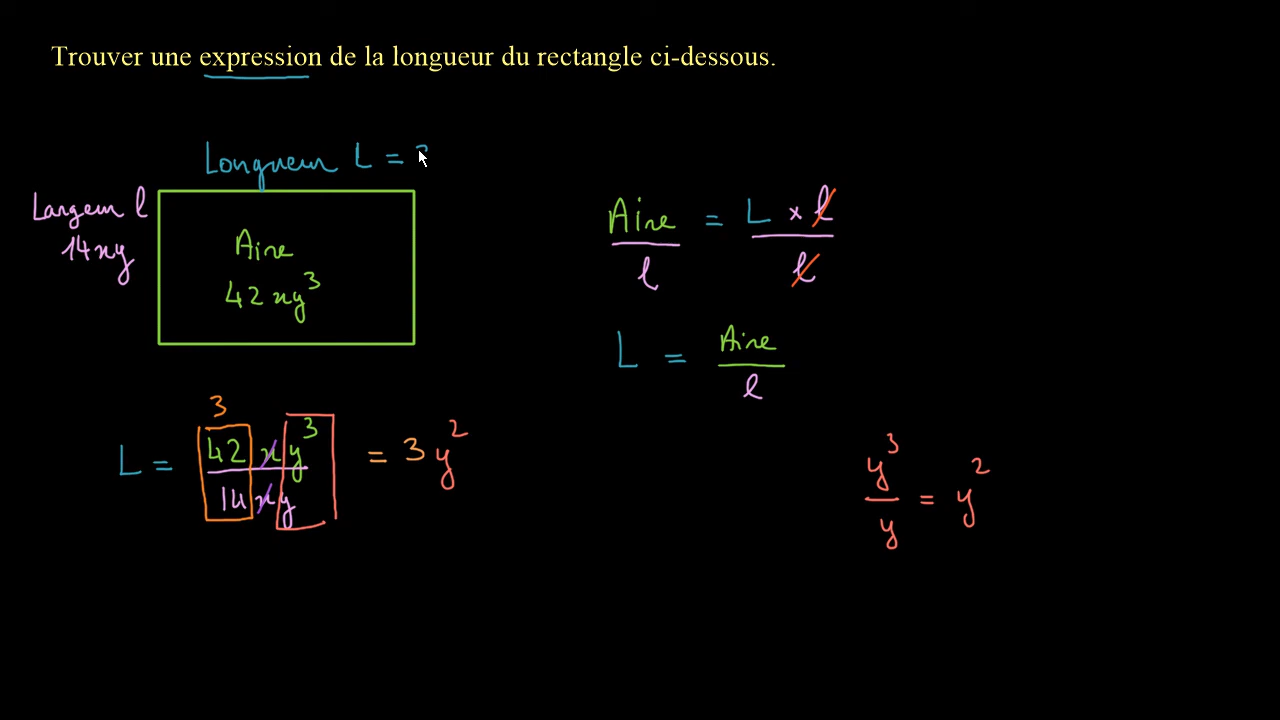 Trouver une expression de la longueur du rectangle ci-dessous.
Longueur L = ?
Largeur l
14xy
Aire
42xy³
Aire / l = L × l / l
L = Aire / l
3
L = 42xy³ / 14xy = 3y²
y³ / y = y²